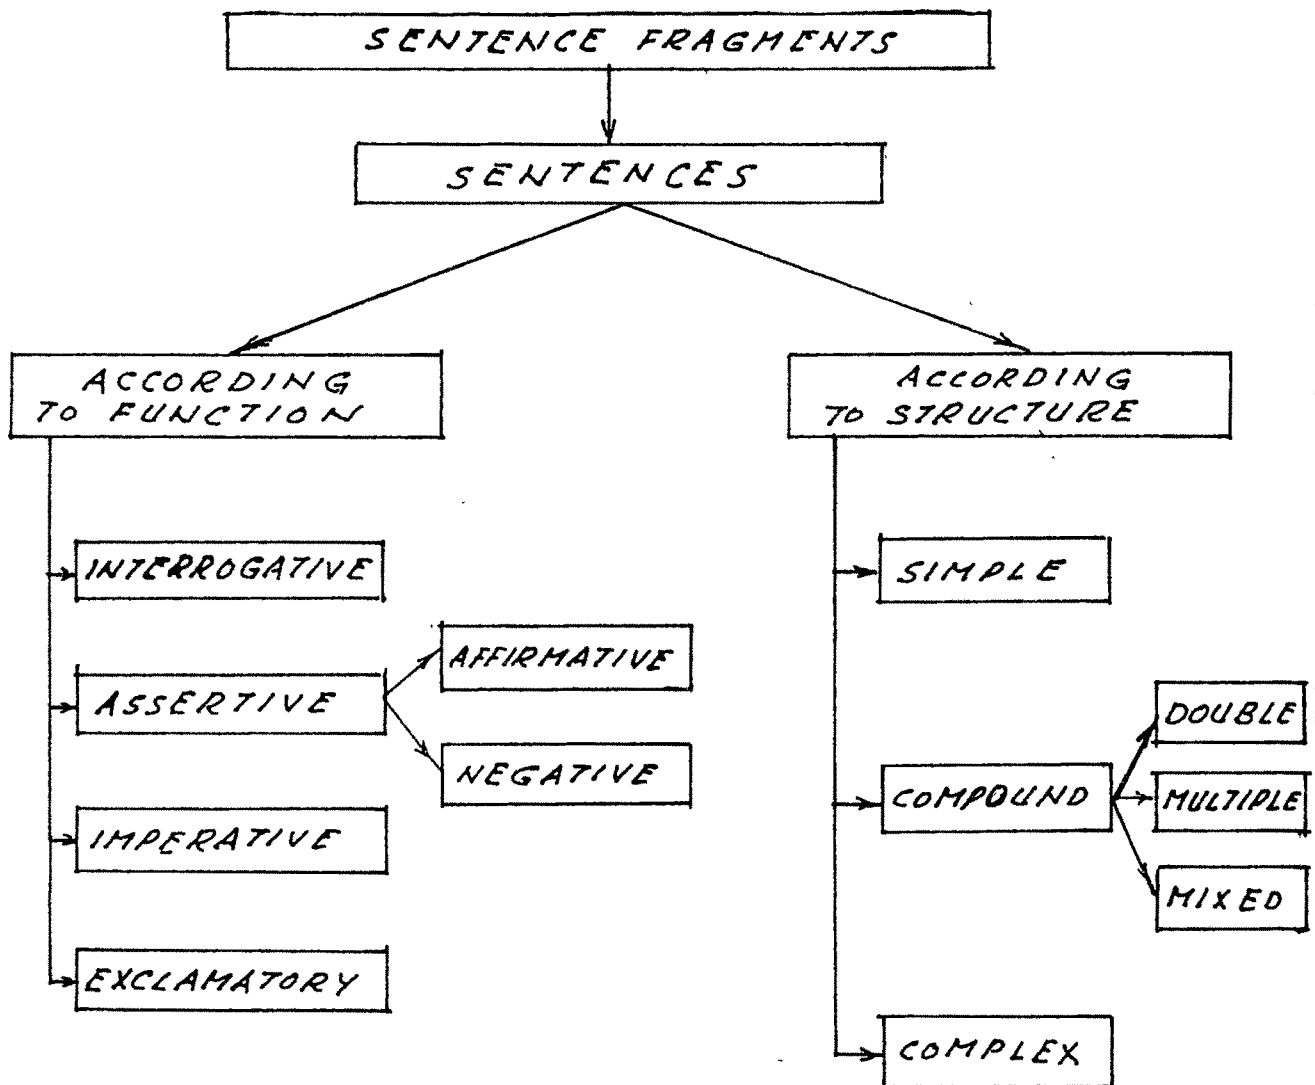 SENTENCE FRAGMENTS
SENTENCES
ACCORDING
TO FUNCTION
INTERROGATIVE
ASSERTIVE
AFFIRMATIVE
NEGATIVE
IMPERATIVE
EXCLAMATORY
ACCORDING
TO STRUCTURE
SIMPLE
COMPOUND
DOUBLE
MULTIPLE
MIXED
COMPLEX